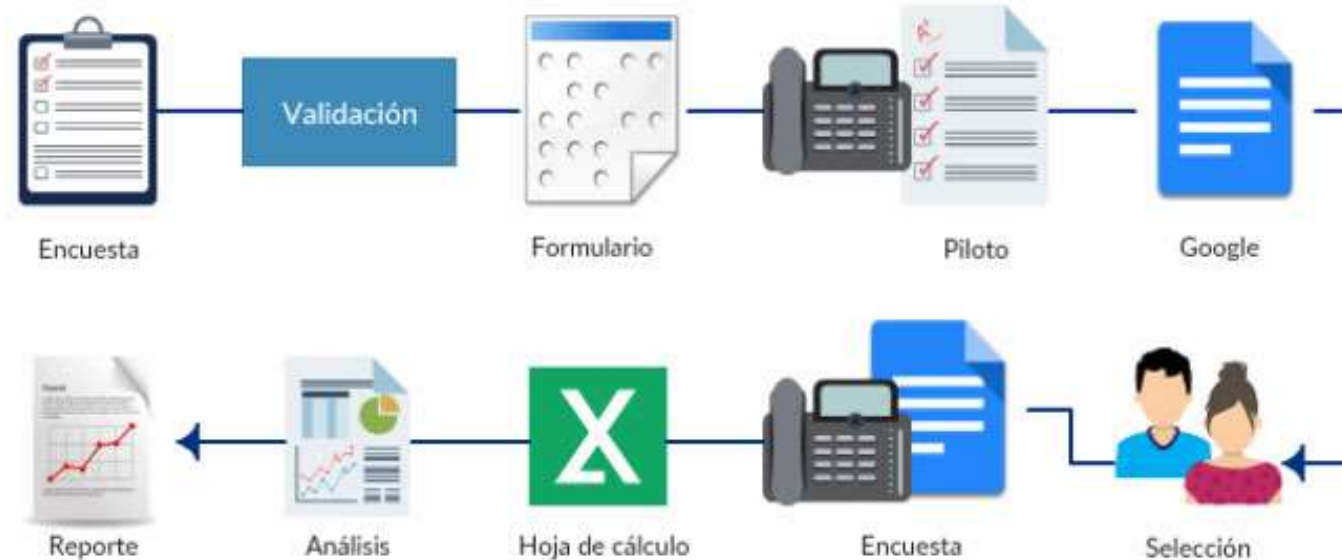 Validación
Encuesta
Formulario
Piloto
Google
X
Reporte
Análisis
Hoja de cálculo
Encuesta
Selección